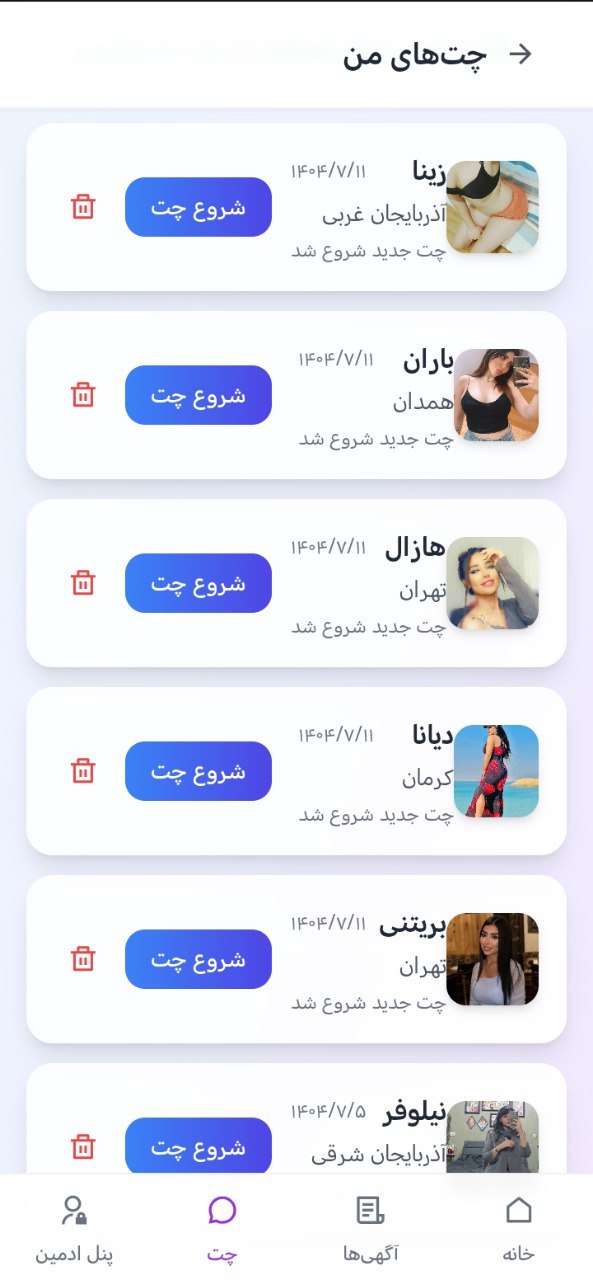 چت‌های من
زینا ۱۴۰۴/۷/۱۱
آذربایجان غربی
چت جدید شروع شد
شروع چت
باران ۱۴۰۴/۷/۱۱
همدان
چت جدید شروع شد
شروع چت
هازال ۱۴۰۴/۷/۱۱
تهران
چت جدید شروع شد
شروع چت
دیانا ۱۴۰۴/۷/۱۱
کرمان
چت جدید شروع شد
شروع چت
بریتنی ۱۴۰۴/۷/۱۱
تهران
چت جدید شروع شد
شروع چت
نیلوفر ۱۴۰۴/۷/۵
آذربایجان شرقی
شروع چت
خانه آگهی‌ها چت پنل ادمین